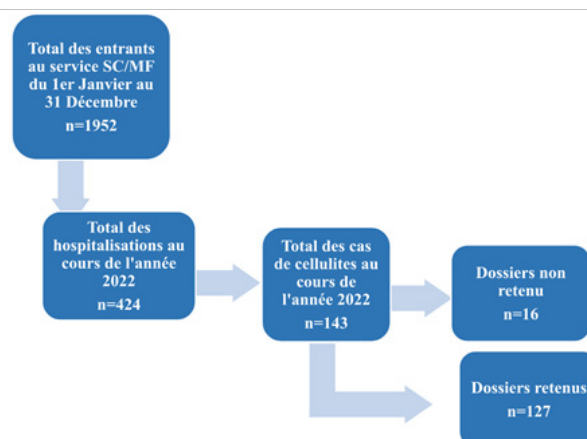 Total des entrants
au service SC/MF
du 1er Janvier au
31 Décembre
n=1952
Total des
hospitalisations au
cours de l'année
2022
n=424
Total des cas
de cellulites au
cours de
l'année 2022
n=143
Dossiers non
retenu
n=16
Dossiers retenus
n=127